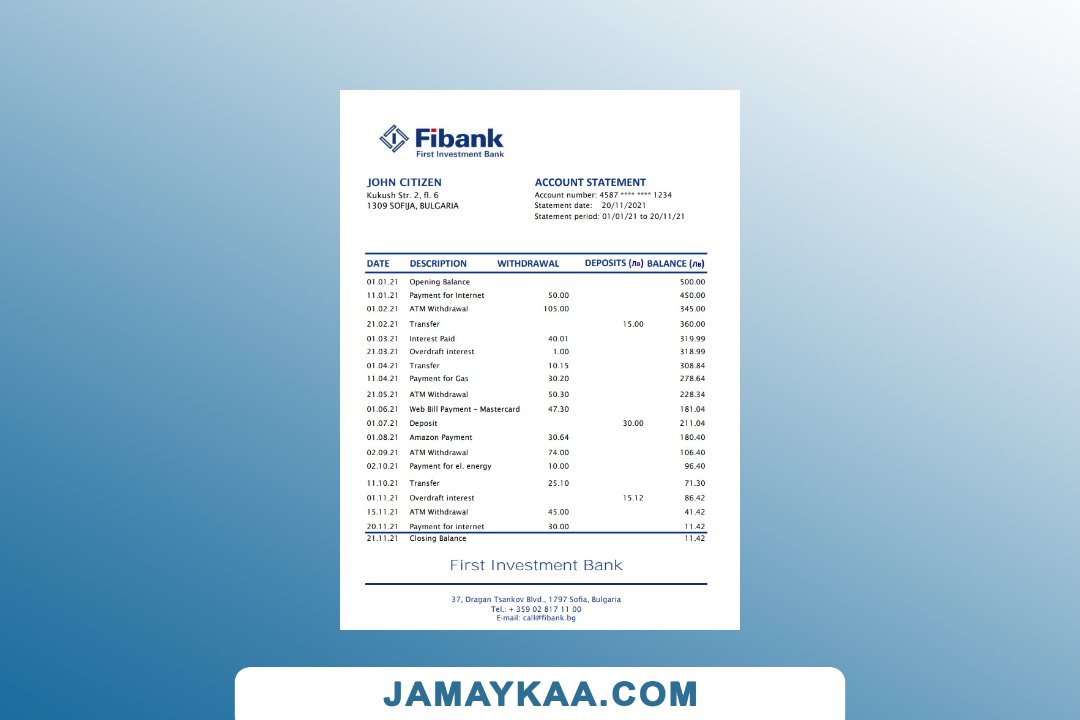 Fibank
First Investment Bank
JOHN CITIZEN
Kukush Str. 2, fl. 6
1309 SOFIJA, BULGARIA
ACCOUNT STATEMENT
Account number: 4587 **** **** 1234
Statement date: 20/11/2021
Statement period: 01/01/21 to 20/11/21
DATE DESCRIPTION WITHDRAWAL DEPOSITS (лв) BALANCE (лв)
01.01.21 Opening Balance 500.00
11.01.21 Payment for Internet 50.00 450.00
01.02.21 ATM Withdrawal 105.00 345.00
21.02.21 Transfer 15.00 360.00
01.03.21 Interest Paid 40.01 319.99
21.03.21 Overdraft interest 1.00 318.99
01.04.21 Transfer 10.15 308.84
11.04.21 Payment for Gas 30.20 278.64
21.05.21 ATM Withdrawal 50.30 228.34
01.06.21 Web Bill Payment – Mastercard 47.30 181.04
01.07.21 Deposit 30.00 211.04
01.08.21 Amazon Payment 30.64 180.40
02.09.21 ATM Withdrawal 74.00 106.40
02.10.21 Payment for el. energy 10.00 96.40
11.10.21 Transfer 25.10 71.30
01.11.21 Overdraft interest 15.12 86.42
15.11.21 ATM Withdrawal 45.00 41.42
20.11.21 Payment for internet 30.00 11.42
21.11.21 Closing Balance 11.42
First Investment Bank
37, Dragan Tsankov Blvd., 1797 Sofia, Bulgaria
Tel.: + 359 02 817 11 00
E-mail: call@fibank.bg
JAMAYKAA.COM